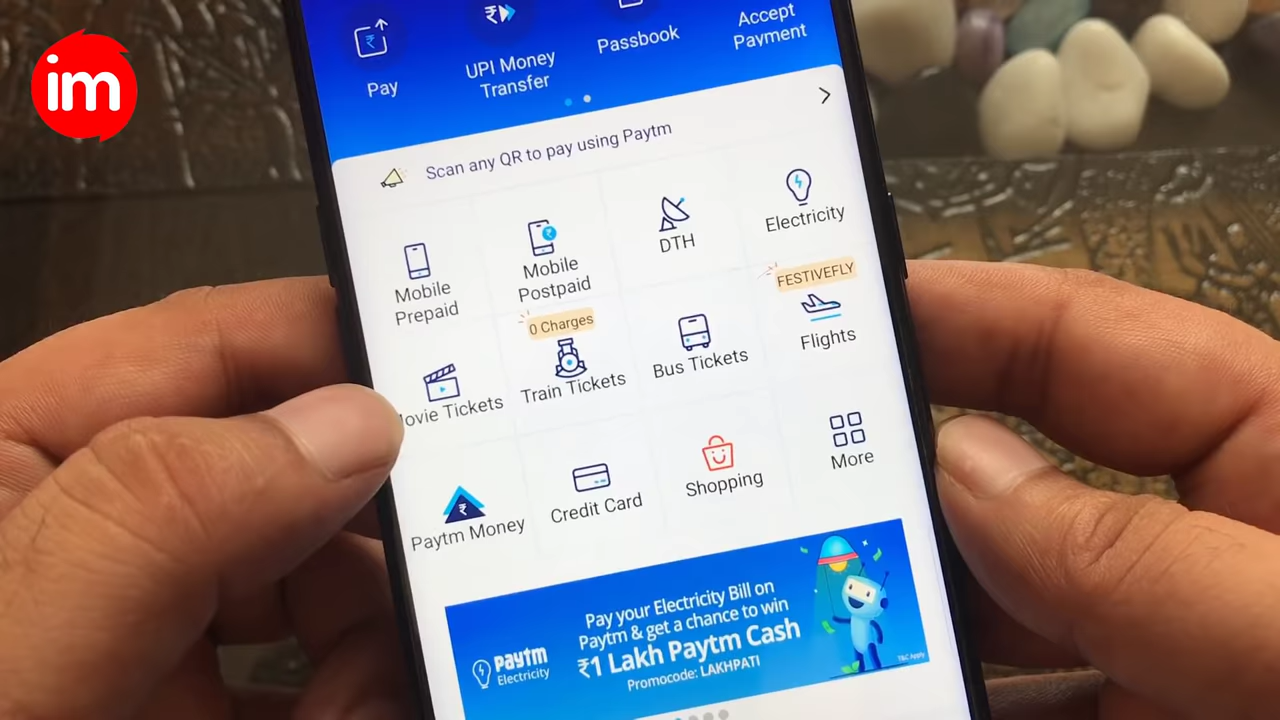 im
Pay
UPI Money
Transfer
Passbook
Accept
Payment
Scan any QR to pay using Paytm
Mobile
Prepaid
Mobile
Postpaid
DTH
Electricity
0 Charges
FESTIVEFLY
ovie Tickets
Train Tickets
Bus Tickets
Flights
Paytm Money
Credit Card
Shopping
More
Paytm
Electricity
Pay your Electricity Bill on
Paytm & get a chance to win
₹1 Lakh Paytm Cash
Promocode: LAKHPATI
T&C Apply